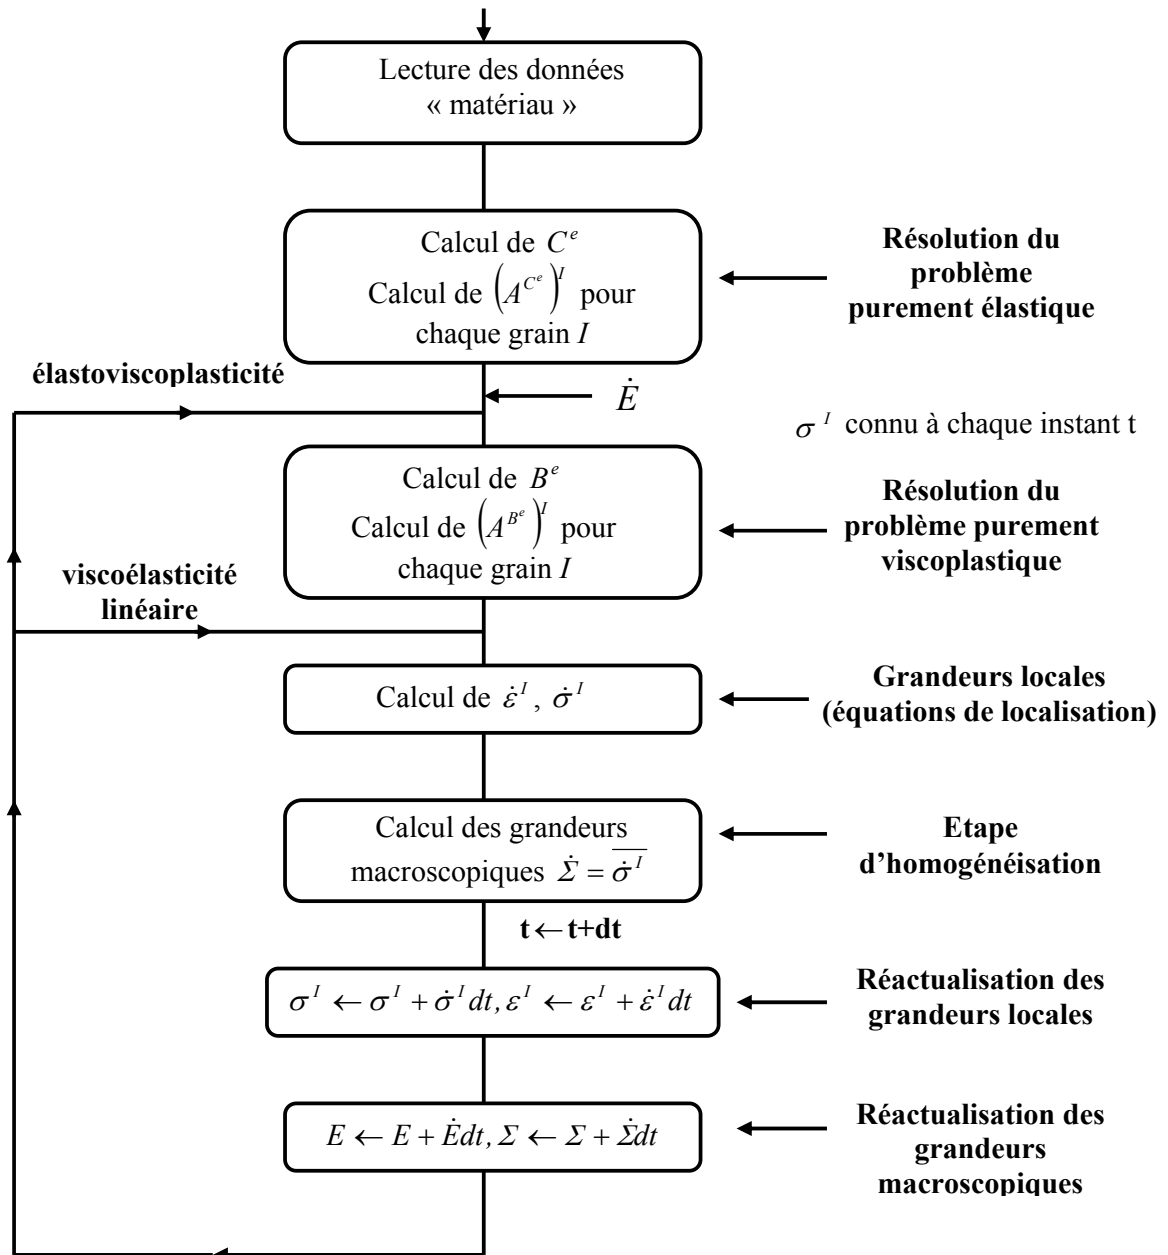 Lecture des données
« matériau »
Calcul de C^e
Calcul de (A^{C^e})^I pour
chaque grain I
Résolution du
problème
purement élastique
élastoviscoplasticité
Ė
σ^I connu à chaque instant t
Calcul de B^e
Calcul de (A^{B^e})^I pour
chaque grain I
Résolution du
problème purement
viscoplastique
viscoélasticité
linéaire
Calcul de ε̇^I, σ̇^I
Grandeurs locales
(équations de localisation)
Calcul des grandeurs
macroscopiques Σ̇ = \overline{σ̇^I}
Etape
d’homogénéisation
t ← t+dt
σ^I ← σ^I + σ̇^I dt, ε^I ← ε^I + ε̇^I dt
Réactualisation des
grandeurs locales
E ← E + Ėdt, Σ ← Σ + Σ̇dt
Réactualisation des
grandeurs
macroscopiques